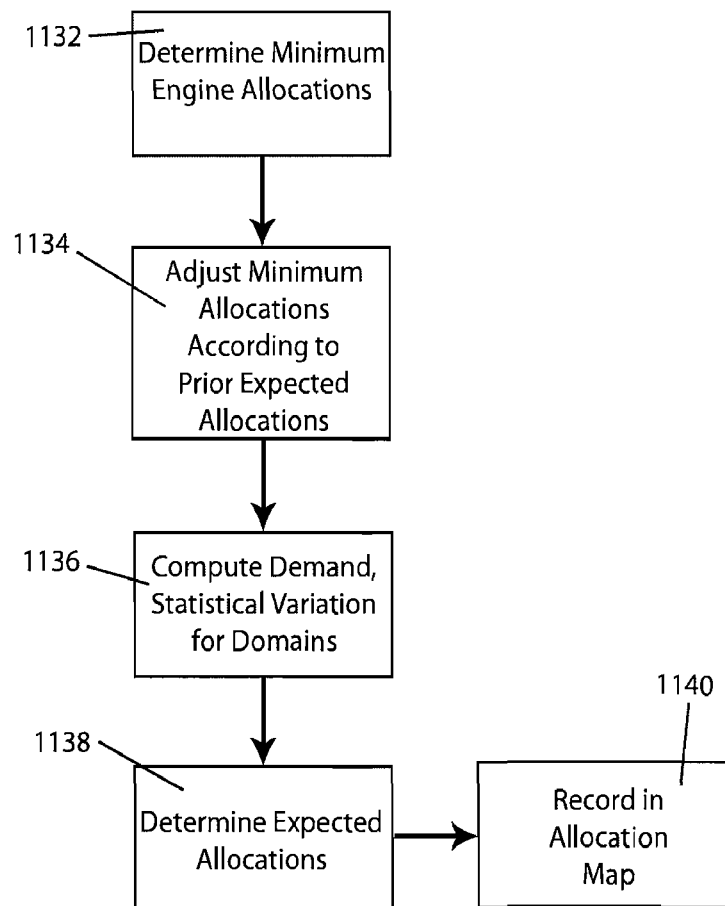 1132
Determine Minimum
Engine Allocations
1134
Adjust Minimum
Allocations
According to
Prior Expected
Allocations
1136
Compute Demand,
Statistical Variation
for Domains
1138
Determine Expected
Allocations
1140
Record in
Allocation
Map